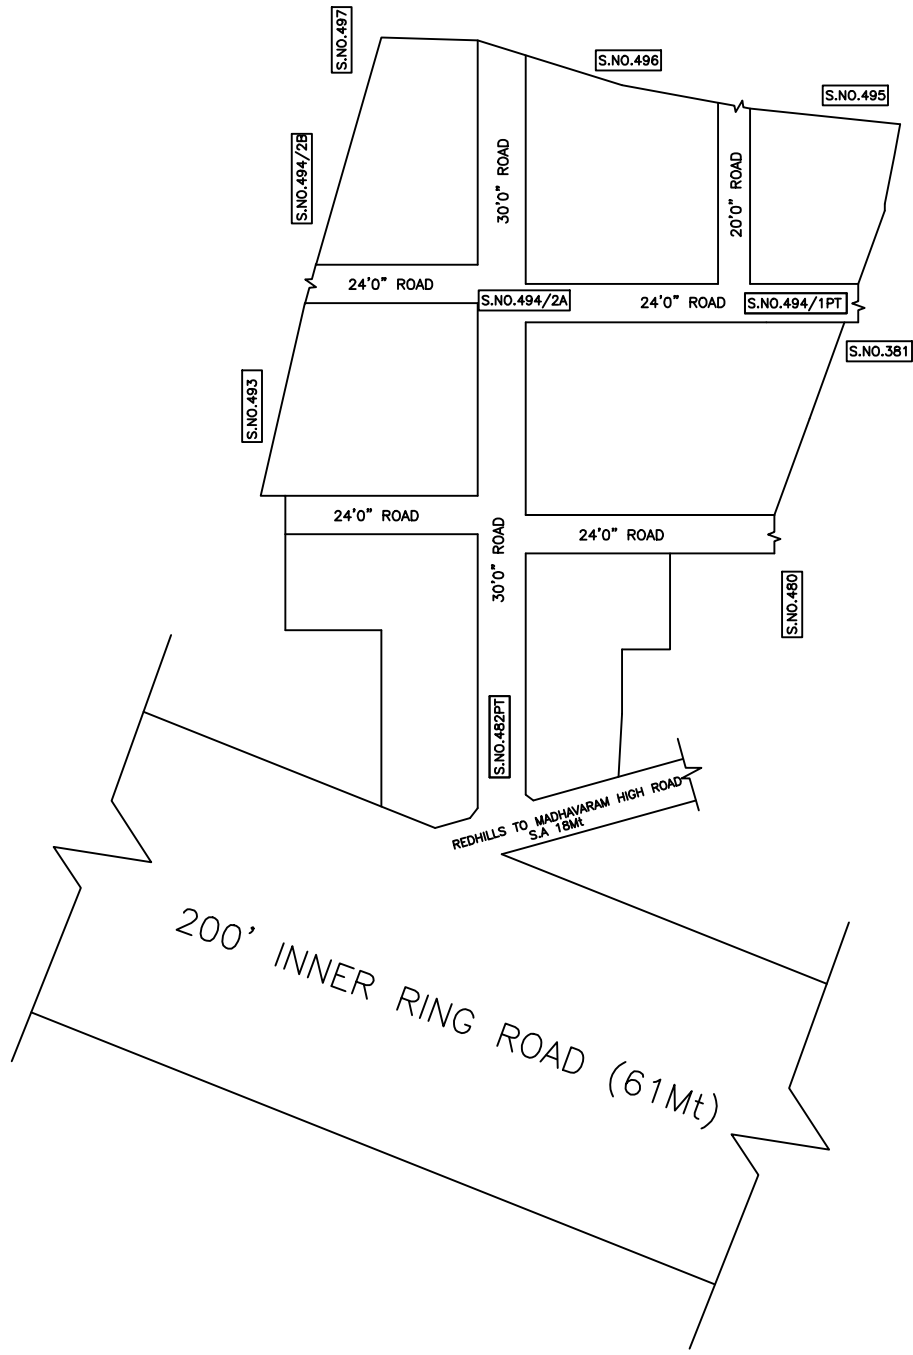 S.NO.497
S.NO.496
S.NO.495
S.NO.494/2B
30'0" ROAD
20'0" ROAD
24'0" ROAD
S.NO.494/2A
24'0" ROAD
S.NO.494/1PT
S.NO.381
S.NO.493
24'0" ROAD
30'0" ROAD
24'0" ROAD
S.NO.480
S.NO.482PT
REDHILLS TO MADHAVARAM HIGH ROAD
S.A 18Mt
200' INNER RING ROAD (61Mt)